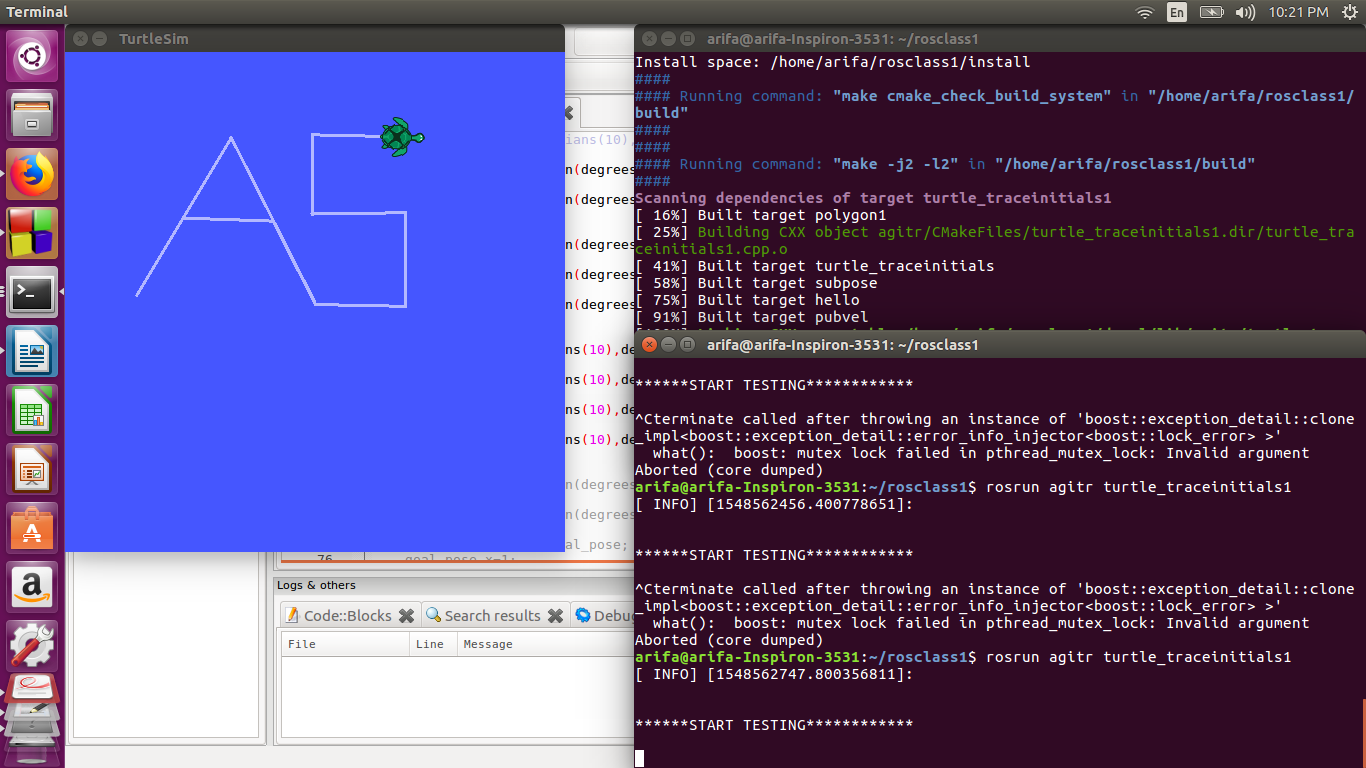 Terminal
En
10:21 PM
TurtleSim
AS
ians(10),
n(degrees
n(degrees
n(degrees
n(degrees
n(degrees
ns(10),de
ns(10),de
ns(10),de
ns(10),de
n(degrees
n(degrees
al_pose;
76 goal_pose.x=1;
Logs & others
Code::Blocks
Search results
Debug
File Line Message
arifa@arifa-Inspiron-3531: ~/rosclass1
Install space: /home/arifa/rosclass1/install
####
#### Running command: "make cmake_check_build_system" in "/home/arifa/rosclass1/
build"
####
####
#### Running command: "make -j2 -l2" in "/home/arifa/rosclass1/build"
####
Scanning dependencies of target turtle_traceinitials1
[ 16%] Built target polygon1
[ 25%] Building CXX object agitr/CMakeFiles/turtle_traceinitials1.dir/turtle_tra
ceinitials1.cpp.o
[ 41%] Built target turtle_traceinitials
[ 58%] Built target subpose
[ 75%] Built target hello
[ 91%] Built target pubvel
arifa@arifa-Inspiron-3531: ~/rosclass1
******START TESTING************
^Cterminate called after throwing an instance of 'boost::exception_detail::clone
_impl<boost::exception_detail::error_info_injector<boost::lock_error> >'
what(): boost: mutex lock failed in pthread_mutex_lock: Invalid argument
Aborted (core dumped)
arifa@arifa-Inspiron-3531:~/rosclass1$ rosrun agitr turtle_traceinitials1
[ INFO] [1548562456.400778651]:
******START TESTING************
^Cterminate called after throwing an instance of 'boost::exception_detail::clone
_impl<boost::exception_detail::error_info_injector<boost::lock_error> >'
what(): boost: mutex lock failed in pthread_mutex_lock: Invalid argument
Aborted (core dumped)
arifa@arifa-Inspiron-3531:~/rosclass1$ rosrun agitr turtle_traceinitials1
[ INFO] [1548562747.800356811]:
******START TESTING************